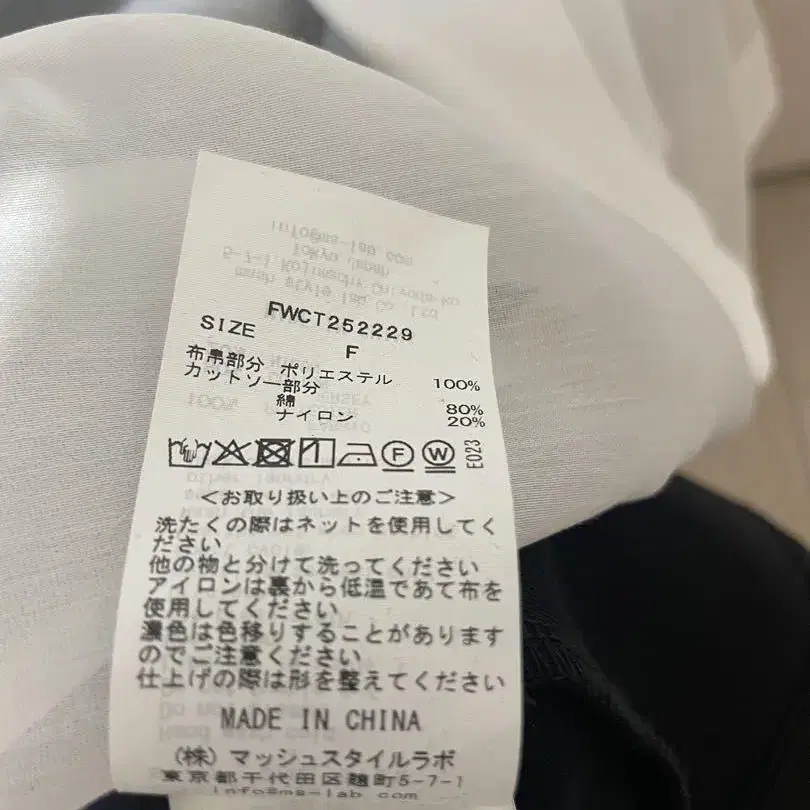 FWCT252229
SIZE F
布帛部分 ポリエステル 100%
カットソー部分
綿 80%
ナイロン 20%
F W E023
<お取り扱い上のご注意>
洗たくの際はネットを使用してく
ださい
他の物と分けて洗ってください
アイロンは裏から低温であて布を
使用してください
濃色は色移りすることがあります
のでご注意ください
仕上げの際は形を整えてください
MADE IN CHINA
(株) マッシュスタイルラボ
東京都千代田区麹町5-7-1
info@ms-lab.com